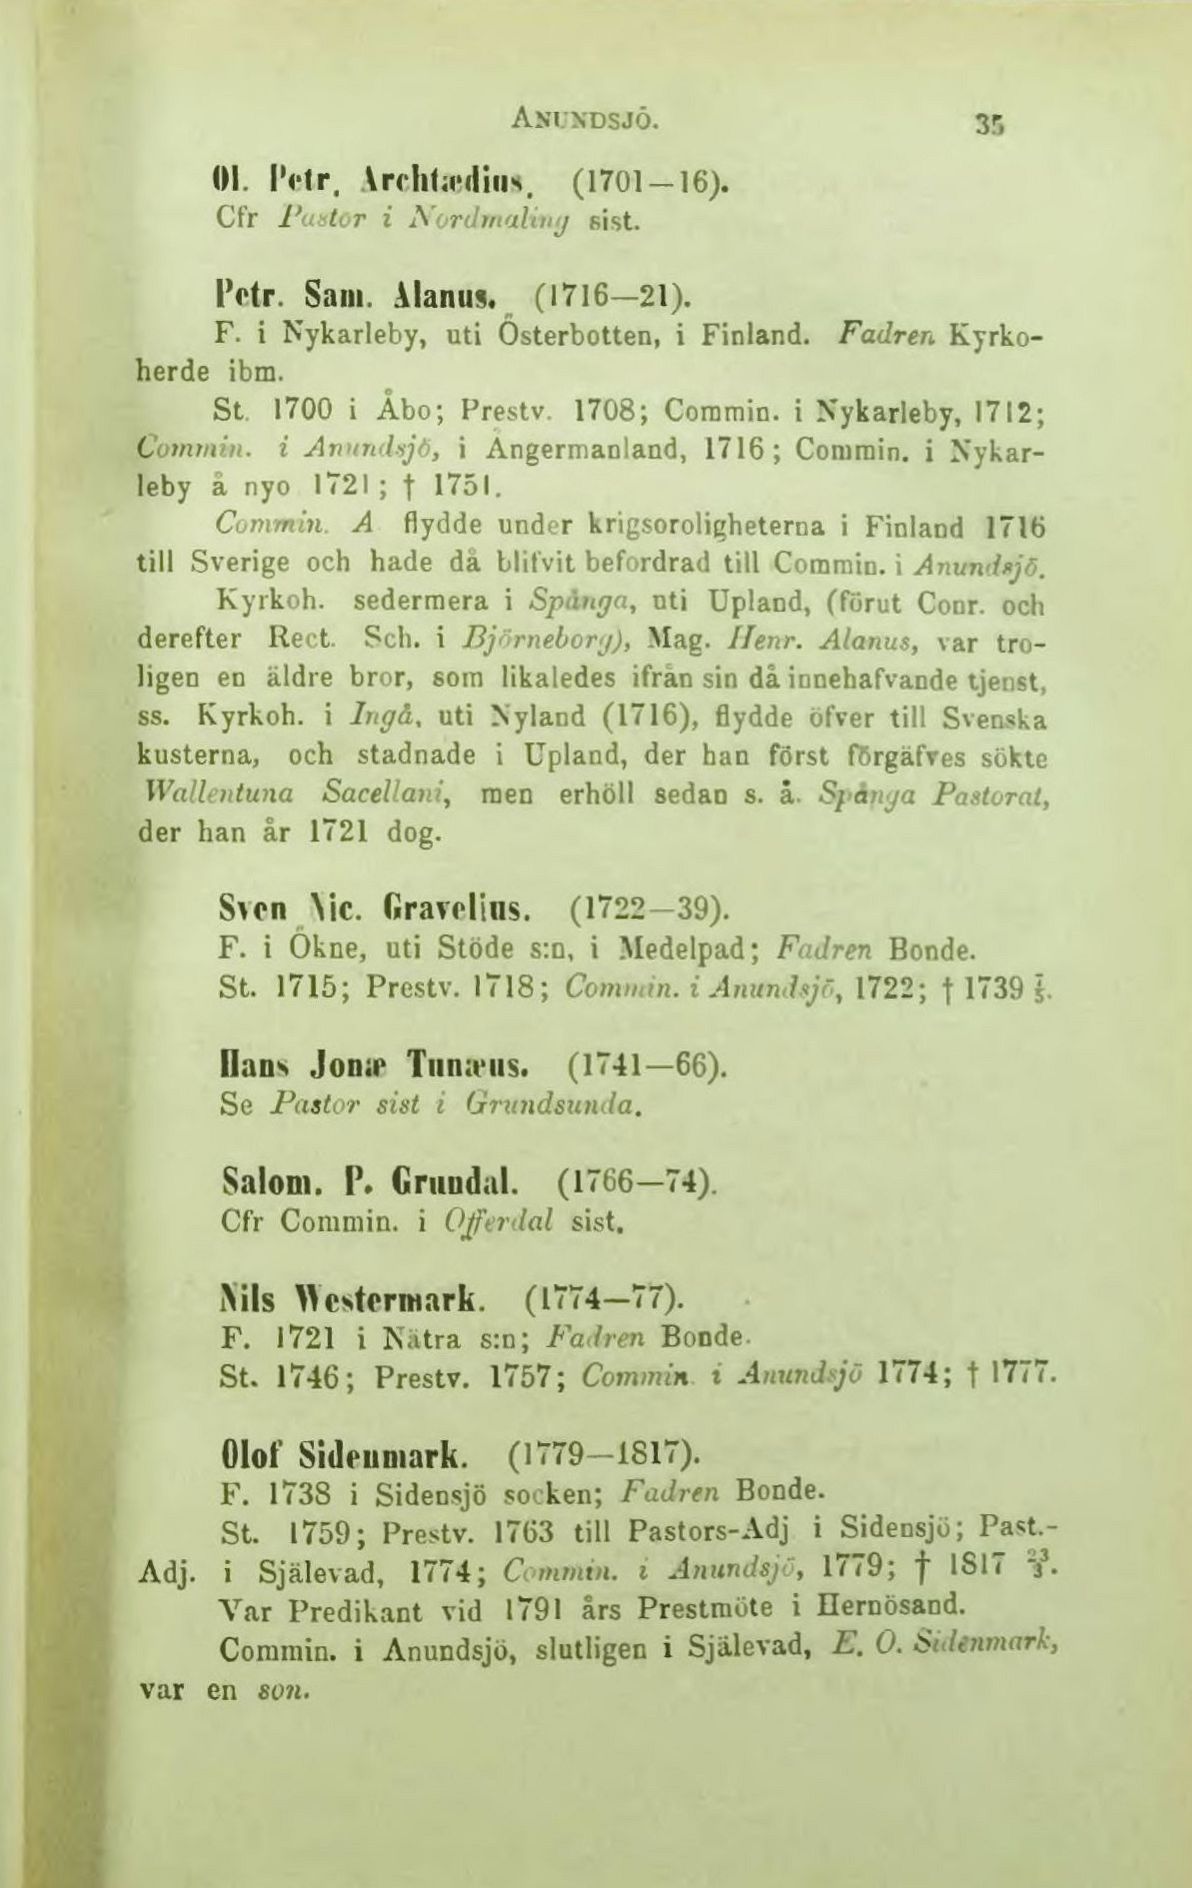 ANUNDSJÖ. 35
Ol. Petr. Archtædius. (1701—16).
Cfr Pastor i Nordmaling sist.
Petr. Sam. Alanus. (1716—21).
F. i Nykarleby, uti Österbotten, i Finland. Fadren Kyrko-
herde ibm.
St. 1700 i Åbo; Prestv. 1708; Commin. i Nykarleby, 1712;
Commin. i Anundsjö, i Ångermanland, 1716; Commin. i Nykar-
leby å nyo 1721; † 1751.
Commin. A flydde under krigsoroligheterna i Finland 1716
till Sverige och hade då blifvit befordrad till Commin. i Anundsjö.
Kyrkoh. sedermera i Spånga, uti Upland, (förut Conr. och
derefter Rect. Sch. i Björneborg), Mag. Henr. Alanus, var tro-
ligen en äldre bror, som likaledes ifrån sin då innehafvande tjenst,
ss. Kyrkoh. i Ingå, uti Nyland (1716), flydde öfver till Svenska
kusterna, och stadnade i Upland, der han först förgäfves sökte
Wallentuna Sacellani, men erhöll sedan s. å. Spånga Pastorat,
der han år 1721 dog.
Sven Nic. Gravelius. (1722—39).
F. i Ökne, uti Stöde s:n, i Medelpad; Fadren Bonde.
St. 1715; Prestv. 1718; Commin. i Anundsjö, 1722; † 1739
Hans Jonæ Tunæus. (1741—66).
Se Pastor sist i Grundsunda.
Salom. P. Grundal. (1766—74).
Cfr Commin. i Offerdal sist.
Nils Westermark. (1774—77).
F. 1721 i Nätra s:n; Fadren Bonde.
St. 1746; Prestv. 1757; Commin i Anundsjö 1774; † 1777.
Olof Sidenmark. (1779—1817).
F. 1738 i Sidensjö socken; Fadren Bonde.
St. 1759; Prestv. 1763 till Pastors-Adj i Sidensjö; Past.-
Adj. i Själevad, 1774; Commin. i Anundsjö, 1779; † 1817 23/3.
Var Predikant vid 1791 års Prestmöte i Hernösand.
Commin. i Anundsjö, slutligen i Själevad, E. O. Sidenmark,
var en son.